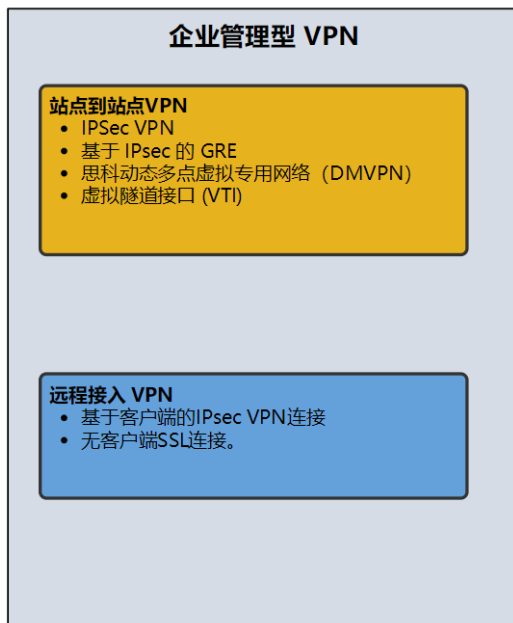 企业管理型 VPN
站点到站点VPN
• IPSec VPN
• 基于 IPsec 的 GRE
• 思科动态多点虚拟专用网络（DMVPN）
• 虚拟隧道接口 (VTI)
远程接入 VPN
• 基于客户端的IPsec VPN连接
• 无客户端SSL连接。